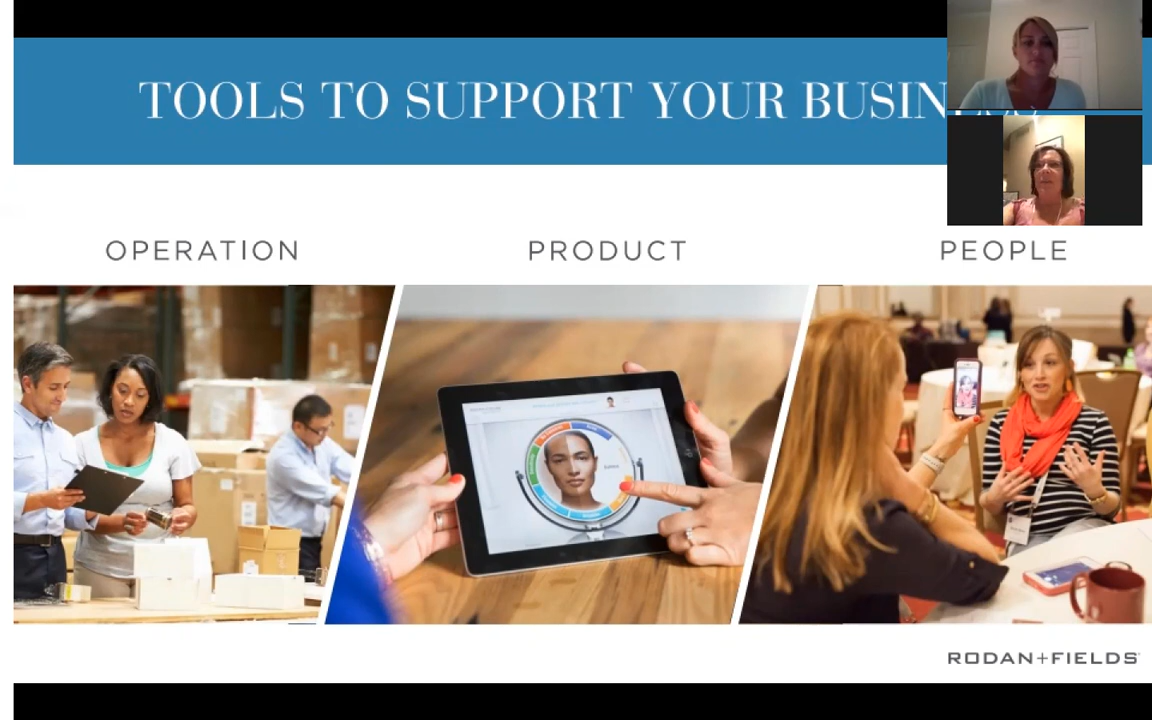 TOOLS TO SUPPORT YOUR BUSIN
OPERATION
PRODUCT
PEOPLE
RODAN+FIELDS